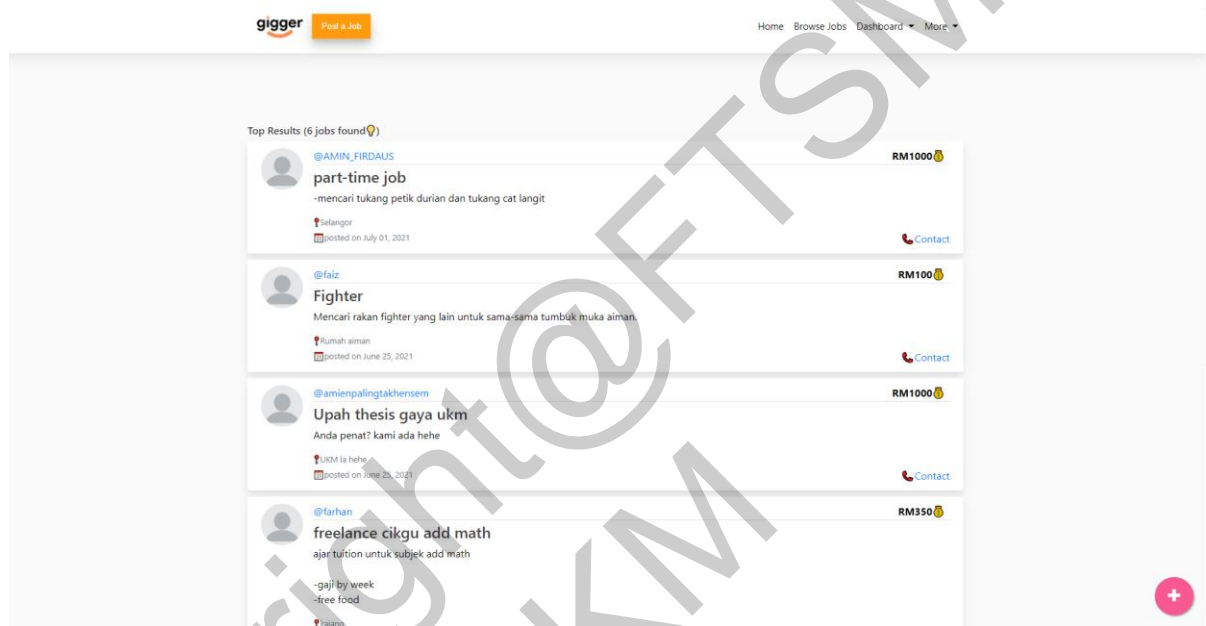 gigger
Post a Job
Home Browse Jobs Dashboard More
Top Results (6 jobs found💡)
@AMIN_FIRDAUS RM1000
part-time job
-mencari tukang petik durian dan tukang cat langit
Selangor
posted on July 01, 2021 Contact
@faiz RM100
Fighter
Mencari rakan fighter yang lain untuk sama-sama tumbuk muka aiman.
Rumah aiman
posted on June 25, 2021 Contact
@amienpalingtakhensem RM1000
Upah thesis gaya ukm
Anda penat? kami ada hehe
UKM la hehe
posted on June 25, 2021 Contact
@farhan RM350
freelance cikgu add math
ajar tuition untuk subjek add math
-gaji by week
-free food
right@FTSM
UKM